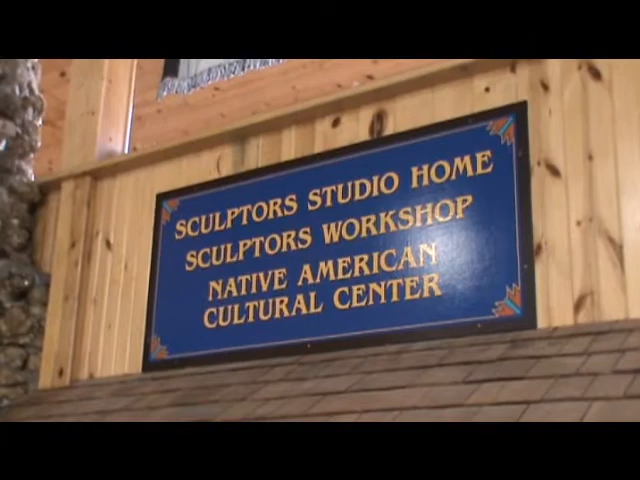 SCULPTORS STUDIO HOME
SCULPTORS WORKSHOP
NATIVE AMERICAN
CULTURAL CENTER